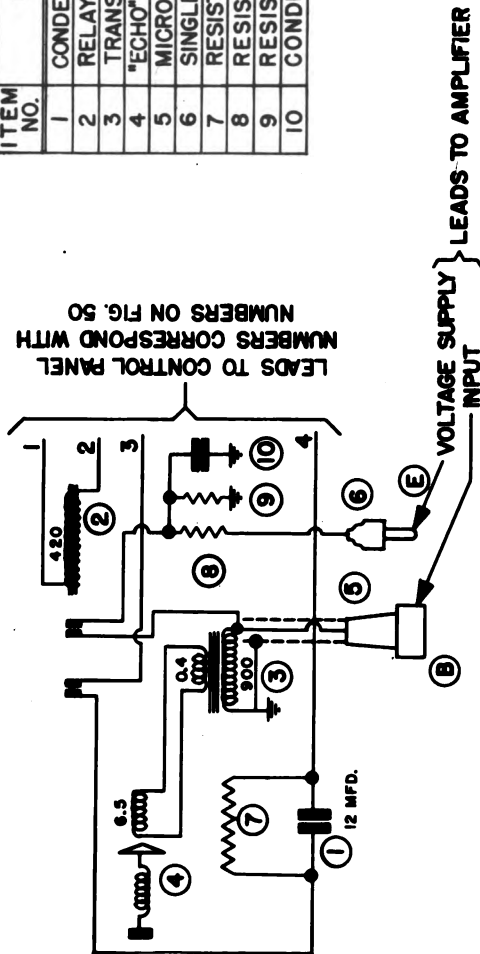 ITEM
NO.
1 CONDE
2 RELAY
3 TRANS
4 "ECHO"
5 MICRO
6 SINGL
7 RESIST
8 RESIS
9 RESIS
10 COND
LEADS TO CONTROL PANEL
NUMBERS CORRESPOND WITH
NUMBERS ON FIG. 50
1
420
2
2
3
10
9
8
4
6
E
5
B
0.4
900
3
6.5
4
7
1
12 MFD.
VOLTAGE SUPPLY
INPUT
LEADS TO AMPLIFIER